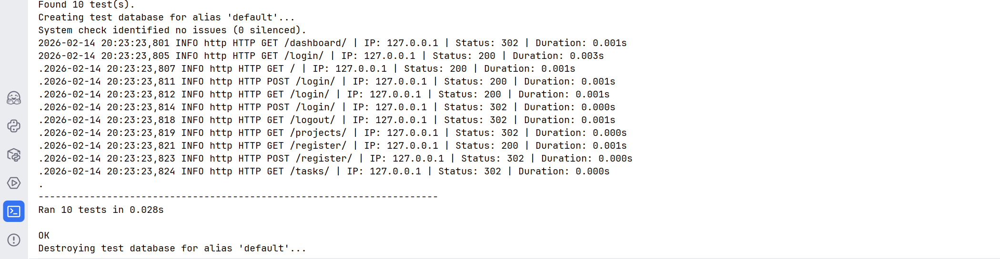 Found 10 test(s).
Creating test database for alias 'default'...
System check identified no issues (0 silenced).
2026-02-14 20:23:23,801 INFO http HTTP GET /dashboard/ | IP: 127.0.0.1 | Status: 302 | Duration: 0.001s
2026-02-14 20:23:23,805 INFO http HTTP GET /login/ | IP: 127.0.0.1 | Status: 200 | Duration: 0.003s
.2026-02-14 20:23:23,807 INFO http HTTP GET / | IP: 127.0.0.1 | Status: 200 | Duration: 0.001s
.2026-02-14 20:23:23,811 INFO http HTTP POST /login/ | IP: 127.0.0.1 | Status: 200 | Duration: 0.001s
.2026-02-14 20:23:23,812 INFO http HTTP GET /login/ | IP: 127.0.0.1 | Status: 200 | Duration: 0.001s
.2026-02-14 20:23:23,814 INFO http HTTP POST /login/ | IP: 127.0.0.1 | Status: 302 | Duration: 0.000s
.2026-02-14 20:23:23,818 INFO http HTTP GET /logout/ | IP: 127.0.0.1 | Status: 302 | Duration: 0.001s
.2026-02-14 20:23:23,819 INFO http HTTP GET /projects/ | IP: 127.0.0.1 | Status: 302 | Duration: 0.000s
.2026-02-14 20:23:23,821 INFO http HTTP GET /register/ | IP: 127.0.0.1 | Status: 200 | Duration: 0.001s
.2026-02-14 20:23:23,823 INFO http HTTP POST /register/ | IP: 127.0.0.1 | Status: 302 | Duration: 0.000s
.2026-02-14 20:23:23,824 INFO http HTTP GET /tasks/ | IP: 127.0.0.1 | Status: 302 | Duration: 0.000s
.
----------------------------------------------------------------------
Ran 10 tests in 0.028s
OK
Destroying test database for alias 'default'...